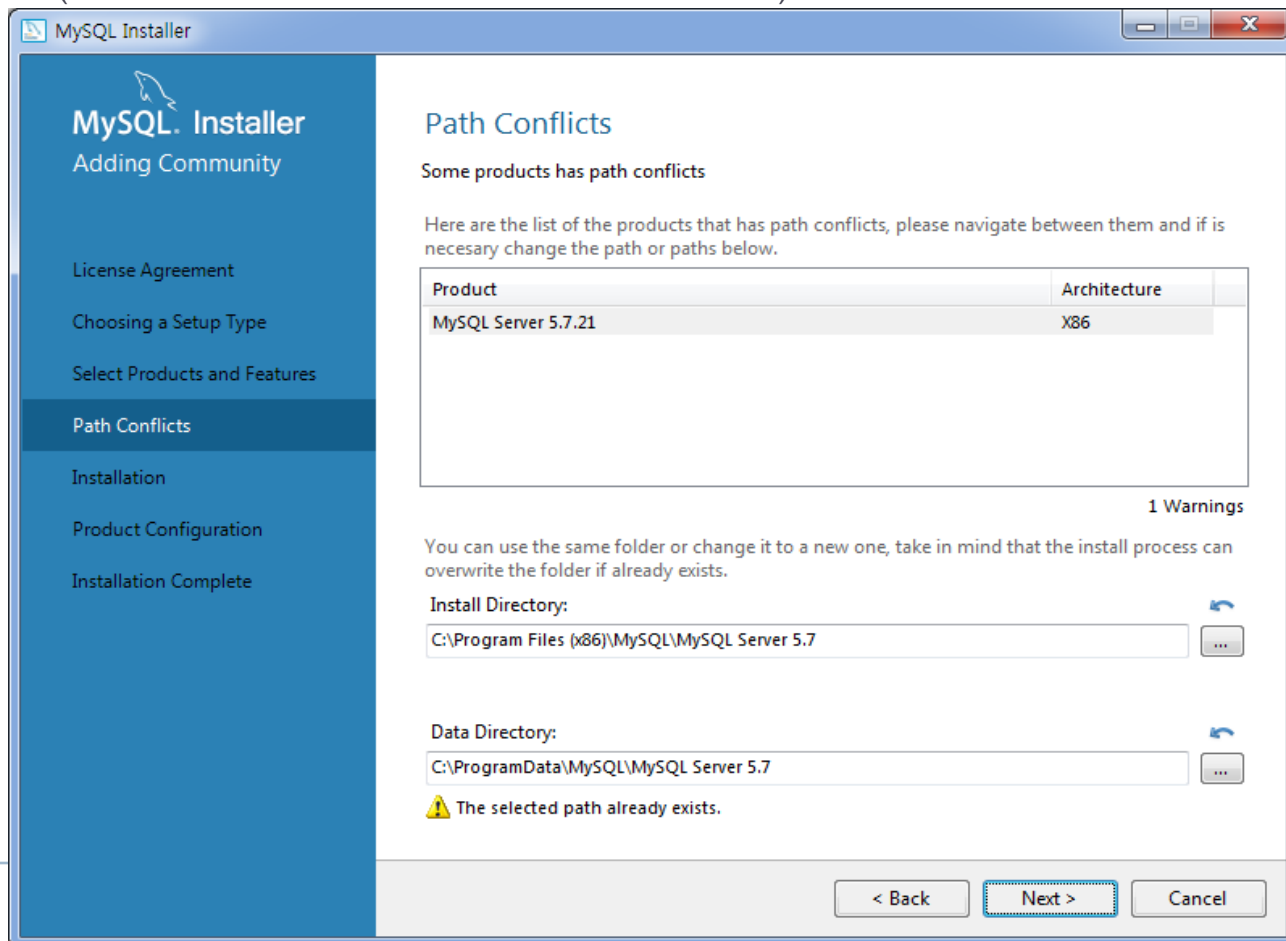 MySQL Installer
MySQL. Installer
Adding Community
License Agreement
Choosing a Setup Type
Select Products and Features
Path Conflicts
Installation
Product Configuration
Installation Complete
Path Conflicts
Some products has path conflicts
Here are the list of the products that has path conflicts, please navigate between them and if is
necesary change the path or paths below.
Product Architecture
MySQL Server 5.7.21 X86
1 Warnings
You can use the same folder or change it to a new one, take in mind that the install process can
overwrite the folder if already exists.
Install Directory:
C:\Program Files (x86)\MySQL\MySQL Server 5.7
...
Data Directory:
C:\ProgramData\MySQL\MySQL Server 5.7
...
The selected path already exists.
< Back Next > Cancel